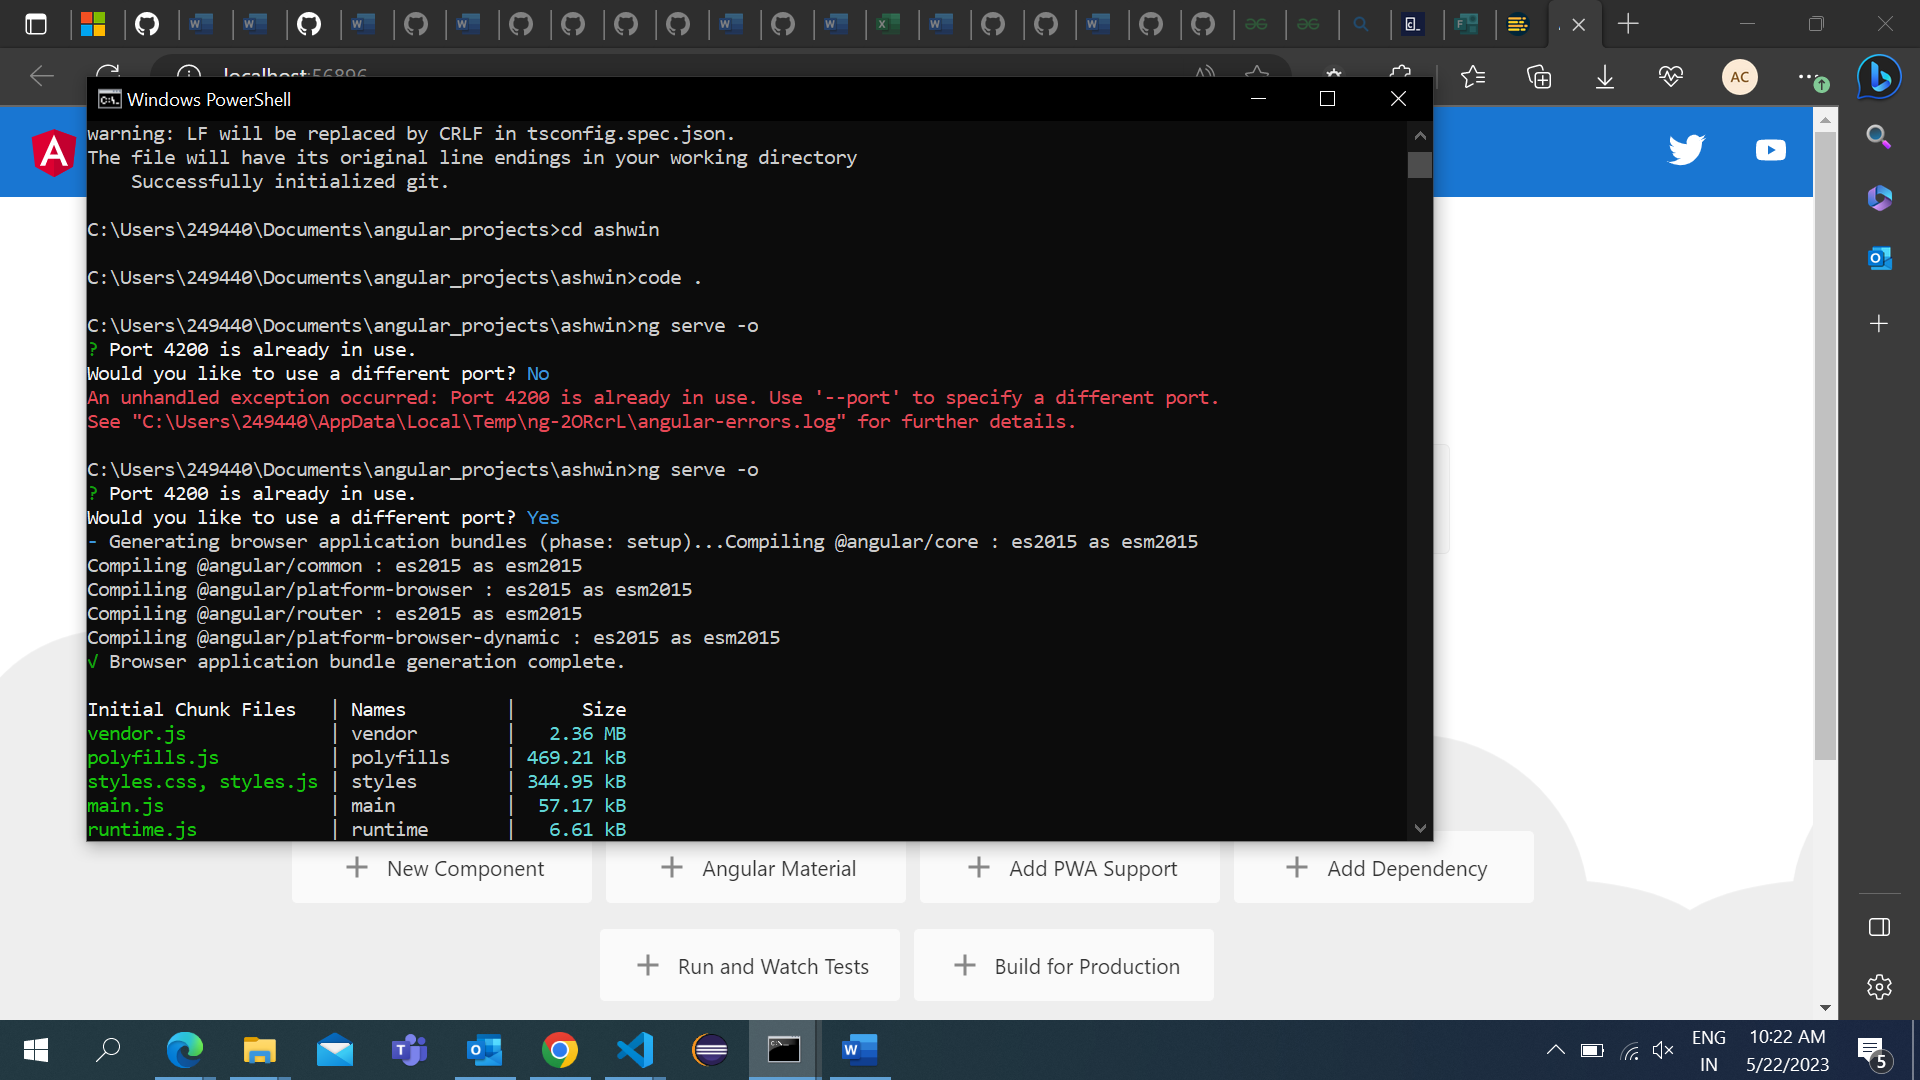 localhost:56896
AC
Windows PowerShell
warning: LF will be replaced by CRLF in tsconfig.spec.json.
The file will have its original line endings in your working directory
    Successfully initialized git.
C:\Users\249440\Documents\angular_projects>cd ashwin
C:\Users\249440\Documents\angular_projects\ashwin>code .
C:\Users\249440\Documents\angular_projects\ashwin>ng serve -o
? Port 4200 is already in use.
Would you like to use a different port? No
An unhandled exception occurred: Port 4200 is already in use. Use '--port' to specify a different port.
See "C:\Users\249440\AppData\Local\Temp\ng-2ORcrL\angular-errors.log" for further details.
C:\Users\249440\Documents\angular_projects\ashwin>ng serve -o
? Port 4200 is already in use.
Would you like to use a different port? Yes
- Generating browser application bundles (phase: setup)...Compiling @angular/core : es2015 as esm2015
Compiling @angular/common : es2015 as esm2015
Compiling @angular/platform-browser : es2015 as esm2015
Compiling @angular/router : es2015 as esm2015
Compiling @angular/platform-browser-dynamic : es2015 as esm2015
√ Browser application bundle generation complete.
Initial Chunk Files   | Names         |      Size
vendor.js             | vendor        |   2.36 MB
polyfills.js          | polyfills     | 469.21 kB
styles.css, styles.js | styles        | 344.95 kB
main.js               | main          |  57.17 kB
runtime.js            | runtime       |   6.61 kB
New Component
Angular Material
Add PWA Support
Add Dependency
Run and Watch Tests
Build for Production
ENG
IN
10:22 AM
5/22/2023
5